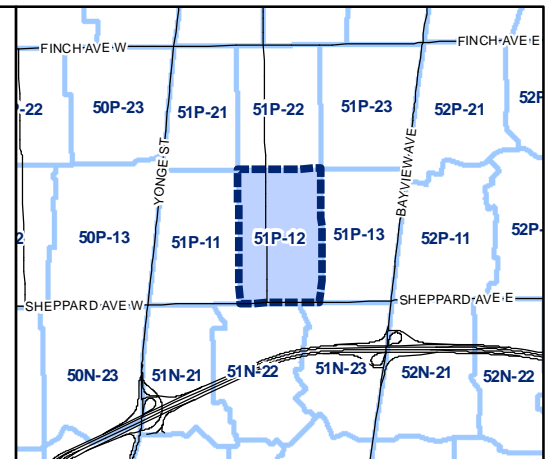 FINCH AVE W
FINCH AVE E
-22
50P-23
51P-21
51P-22
51P-23
52P-21
52P
YONGE ST
BAYVIEW AVE
2
50P-13
51P-11
51P-12
51P-13
52P-11
52P-
SHEPPARD AVE W
SHEPPARD AVE E
50N-23
51N-21
51N-22
51N-23
52N-21
52N-22